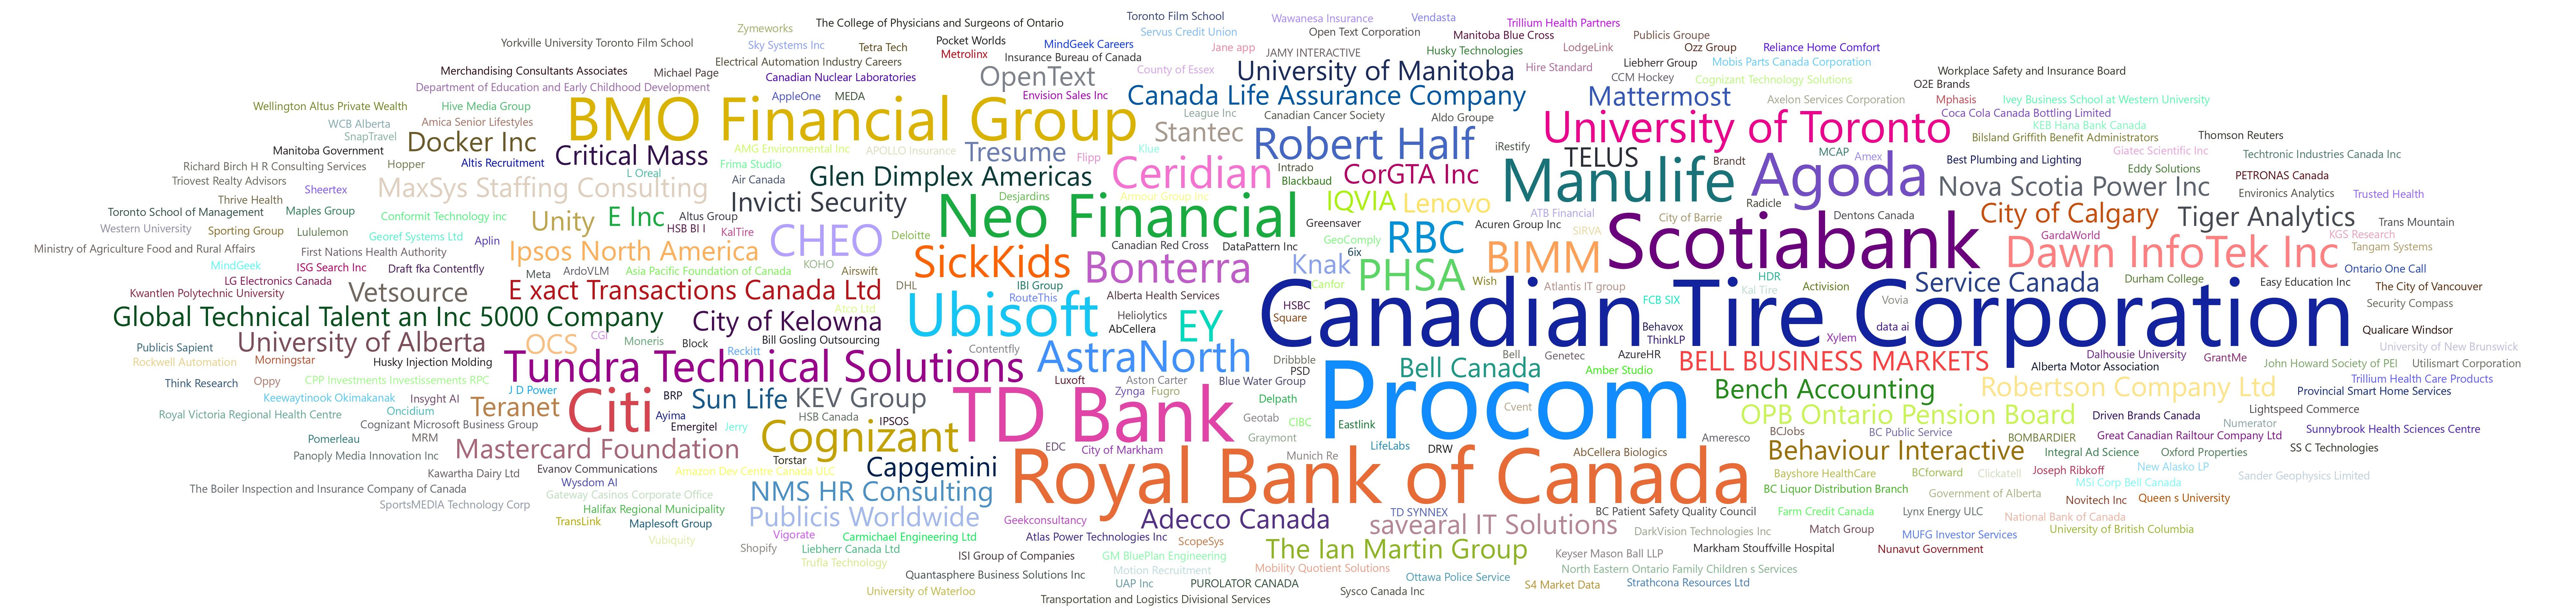 The College of Physicians and Surgeons of Ontario
Toronto Film School
Wawanesa Insurance
Vendasta
Trillium Health Partners
Zymeworks
Servus Credit Union
Open Text Corporation
Manitoba Blue Cross
Publicis Groupe
Yorkville University Toronto Film School
Sky Systems Inc
Tetra Tech
Pocket Worlds
MindGeek Careers
Jane app
JAMY INTERACTIVE
Husky Technologies
LodgeLink
Ozz Group
Reliance Home Comfort
Metrolinx
Insurance Bureau of Canada
Electrical Automation Industry Careers
Liebherr Group
Mobis Parts Canada Corporation
Merchandising Consultants Associates
Michael Page
Canadian Nuclear Laboratories
OpenText
County of Essex
University of Manitoba
Hire Standard
CCM Hockey
Cognizant Technology Solutions
Workplace Safety and Insurance Board
O2E Brands
Department of Education and Early Childhood Development
AppleOne
MEDA
Envision Sales Inc
Canada Life Assurance Company
Mattermost
Axelon Services Corporation
Mphasis
Ivey Business School at Western University
Wellington Altus Private Wealth
Hive Media Group
BMO Financial Group
League Inc
Canadian Cancer Society
Aldo Groupe
University of Toronto
Coca Cola Canada Bottling Limited
WCB Alberta
Amica Senior Lifestyles
KEB Hana Bank Canada
SnapTravel
Docker Inc
Stantec
Robert Half
Bilsland Griffith Benefit Administrators
Thomson Reuters
Manitoba Government
Critical Mass
AMG Environmental Inc
APOLLO Insurance
Tresume
Flipp
Klue
iRestify
TELUS
Brandt
MCAP
Amex
Best Plumbing and Lighting
Giatec Scientific Inc
Techtronic Industries Canada Inc
Richard Birch H R Consulting Services
Hopper
Altis Recruitment
Frima Studio
L Oreal
Air Canada
Glen Dimplex Americas
Ceridian
Intrado
Blackbaud
CorGTA Inc
Manulife
Agoda
Eddy Solutions
PETRONAS Canada
Triovest Realty Advisors
Sheertex
MaxSys Staffing Consulting
Nova Scotia Power Inc
Environics Analytics
Trusted Health
Thrive Health
Invicti Security
Desjardins
Armour Group Inc
Neo Financial
IQVIA
Lenovo
Radicle
Toronto School of Management
Maples Group
Conformit Technology inc
Unity
E Inc
Altus Group
Greensaver
ATB Financial
City of Barrie
Dentons Canada
City of Calgary
Tiger Analytics
Trans Mountain
Western University
Sporting Group
Lululemon
Georef Systems Ltd
Aplin
HSB BI I
KalTire
CHEO
Deloitte
Canadian Red Cross
DataPattern Inc
GeoComply
6ix
RBC
Acuren Group Inc
SIRVA
Scotiabank
GardaWorld
KGS Research
Tangam Systems
Ministry of Agriculture Food and Rural Affairs
First Nations Health Authority
Ipsos North America
SickKids
Bonterra
Knak
PHSA
BIMM
Dawn InfoTek Inc
MindGeek
ISG Search Inc
Draft fka Contentfly
Meta
ArdoVLM
Asia Pacific Foundation of Canada
KOHO
Airswift
Canfor
Wish
HDR
Kal Tire
Atlantis IT group
Activision
Service Canada
Durham College
Ontario One Call
Easy Education Inc
LG Electronics Canada
Kwantlen Polytechnic University
Vetsource
E xact Transactions Canada Ltd
DHL
IBI Group
RouteThis
Alberta Health Services
HSBC
Square
Canadian Tire Corporation
FCB SIX
Vovia
The City of Vancouver
Security Compass
Global Technical Talent an Inc 5000 Company
City of Kelowna
Atco Ltd
Ubisoft
Heliolytics
AbCellera
EY
Behavox
ThinkLP
data ai
Xylem
Qualicare Windsor
Publicis Sapient
University of Alberta
OCS
CGI
Moneris
Block
Bill Gosling Outsourcing
Reckitt
Contentfly
AstraNorth
Dribbble
PSD
Bell
Genetec
AzureHR
Bell Canada
Amber Studio
BELL BUSINESS MARKETS
Dalhousie University
GrantMe
University of New Brunswick
Rockwell Automation
Morningstar
Husky Injection Molding
Tundra Technical Solutions
Alberta Motor Association
John Howard Society of PEI
Utilismart Corporation
Think Research
Oppy
CPP Investments Investissements RPC
J D Power
Luxoft
Aston Carter
Zynga
Fugro
Blue Water Group
Procom
Bench Accounting
Robertson Company Ltd
Trillium Health Care Products
Provincial Smart Home Services
Keewaytinook Okimakanak
Insyght AI
Teranet
Citi
BRP
Sun Life
KEV Group
TD Bank
Delpath
Cvent
OPB Ontario Pension Board
Lightspeed Commerce
Royal Victoria Regional Health Centre
Oncidium
Ayima
HSB Canada
IPSOS
Geotab
CIBC
Eastlink
Driven Brands Canada
Numerator
Cognizant Microsoft Business Group
Emergitel
Jerry
Cognizant
Graymont
Ameresco
BCJobs
BC Public Service
BOMBARDIER
Great Canadian Railtour Company Ltd
Sunnybrook Health Sciences Centre
Pomerleau
MRM
Mastercard Foundation
EDC
City of Markham
Munich Re
LifeLabs
DRW
AbCellera Biologics
Behaviour Interactive
Integral Ad Science
Oxford Properties
SS C Technologies
Panoply Media Innovation Inc
Kawartha Dairy Ltd
Evanov Communications
Torstar
Amazon Dev Centre Canada ULC
Capgemini
Royal Bank of Canada
Bayshore HealthCare
BCforward
Clickatell
Joseph Ribkoff
New Alasko LP
Sander Geophysics Limited
Wysdom AI
MSi Corp Bell Canada
The Boiler Inspection and Insurance Company of Canada
Gateway Casinos Corporate Office
NMS HR Consulting
BC Liquor Distribution Branch
Government of Alberta
Novitech Inc
Queen s University
SportsMEDIA Technology Corp
Halifax Regional Municipality
Publicis Worldwide
Geekconsultancy
Adecco Canada
TD SYNNEX
savearal IT Solutions
BC Patient Safety Quality Council
Farm Credit Canada
Lynx Energy ULC
National Bank of Canada
TransLink
Maplesoft Group
Vigorate
Carmichael Engineering Ltd
Atlas Power Technologies Inc
ScopeSys
DarkVision Technologies Inc
Match Group
MUFG Investor Services
University of British Columbia
Vubiquity
Shopify
Liebherr Canada Ltd
ISI Group of Companies
GM BluePlan Engineering
The Ian Martin Group
Keyser Mason Ball LLP
Markham Stouffville Hospital
Nunavut Government
Trufla Technology
Quantasphere Business Solutions Inc
Motion Recruitment
Mobility Quotient Solutions
Ottawa Police Service
North Eastern Ontario Family Children s Services
University of Waterloo
UAP Inc
PUROLATOR CANADA
Sysco Canada Inc
S4 Market Data
Strathcona Resources Ltd
Transportation and Logistics Divisional Services